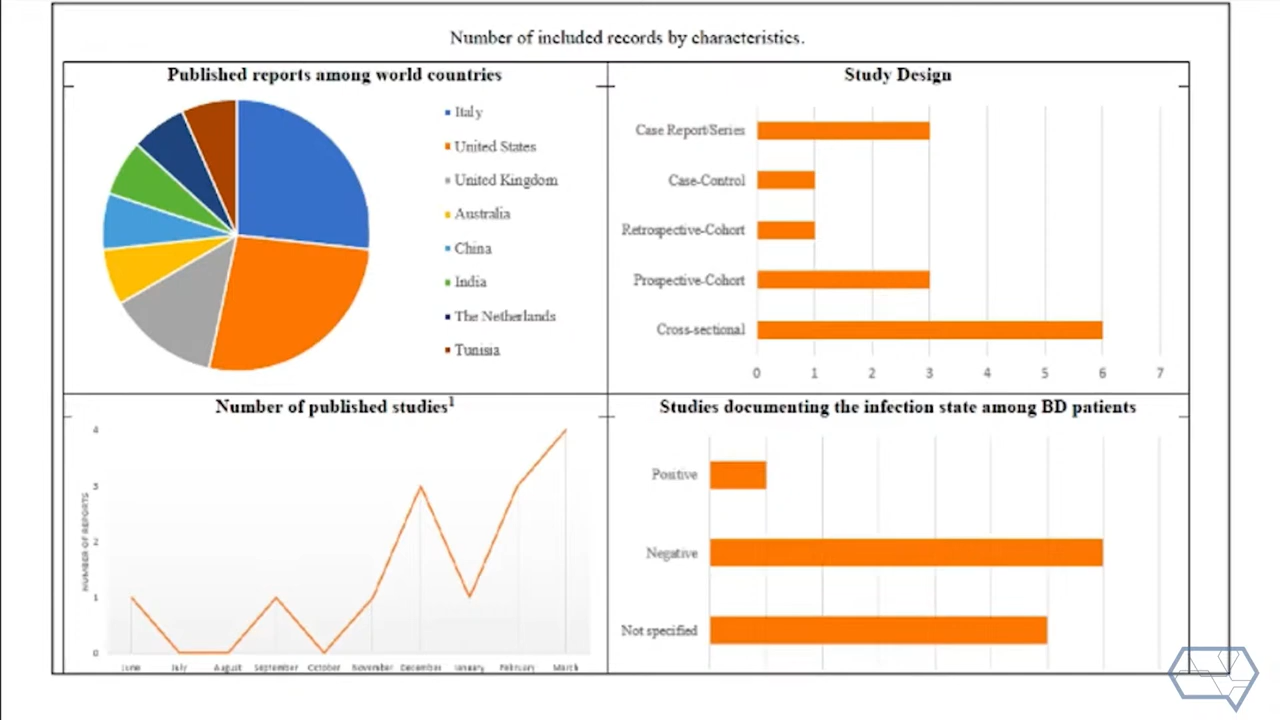 Number of included records by characteristics.
Published reports among world countries
Italy
United States
United Kingdom
Australia
China
India
The Netherlands
Tunisia
Study Design
Case Report/Series
Case-Control
Retrospective-Cohort
Prospective-Cohort
Cross-sectional
0 1 2 3 4 5 6 7
Number of published studies1
NUMBER OF REPORTS
4
3
2
1
0
June July August September October November December January February March
Studies documenting the infection state among BD patients
Positive
Negative
Not specified